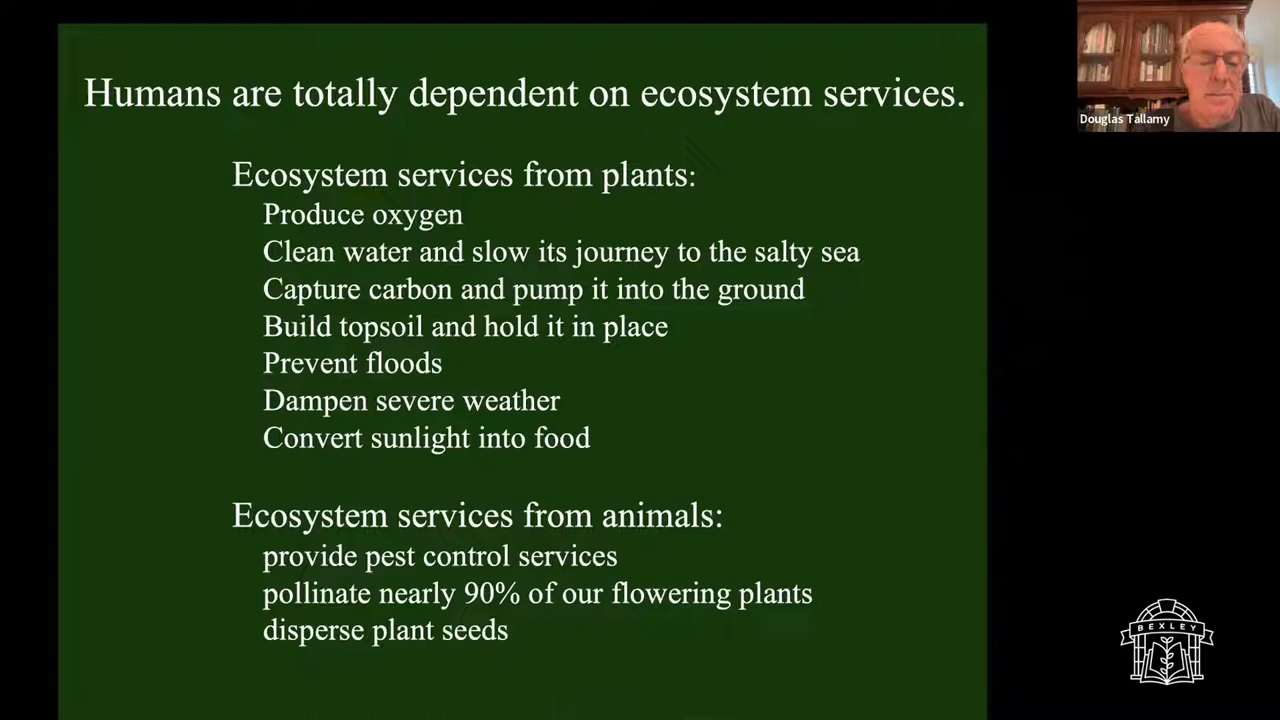 Humans are totally dependent on ecosystem services.
Ecosystem services from plants:
Produce oxygen
Clean water and slow its journey to the salty sea
Capture carbon and pump it into the ground
Build topsoil and hold it in place
Prevent floods
Dampen severe weather
Convert sunlight into food
Ecosystem services from animals:
provide pest control services
pollinate nearly 90% of our flowering plants
disperse plant seeds
Douglas Tallamy
BEXLEY